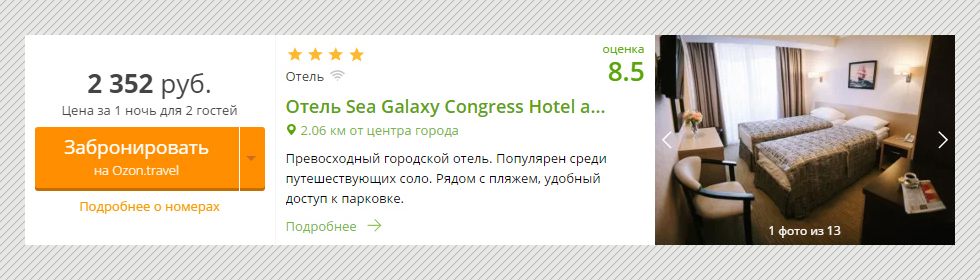 2 352 руб.
Цена за 1 ночь для 2 гостей
Забронировать
на Ozon.travel
Подробнее о номерах
Отель
оценка
8.5
Отель Sea Galaxy Congress Hotel a...
2.06 км от центра города
Превосходный городской отель. Популярен среди
путешествующих соло. Рядом с пляжем, удобный
доступ к парковке.
Подробнее
1 фото из 13